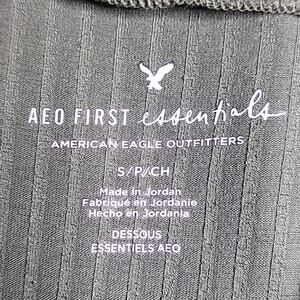 AEO FIRST essentials
AMERICAN EAGLE OUTFITTERS
S/P/CH
Made in Jordan
Fabriqué en Jordanie
Hecho en Jordania
DESSOUS
ESSENTIELS AEO